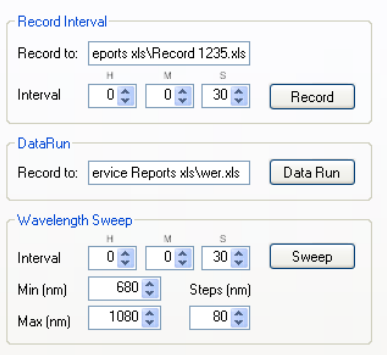 Record Interval
Record to: eports xls\Record 1235.xls
H M S
Interval 0 0 30 Record
DataRun
Record to: ervice Reports xls\wer.xls Data Run
Wavelength Sweep
H M S
Interval 0 0 30 Sweep
Min (nm) 680 Steps (nm)
Max (nm) 1080 80